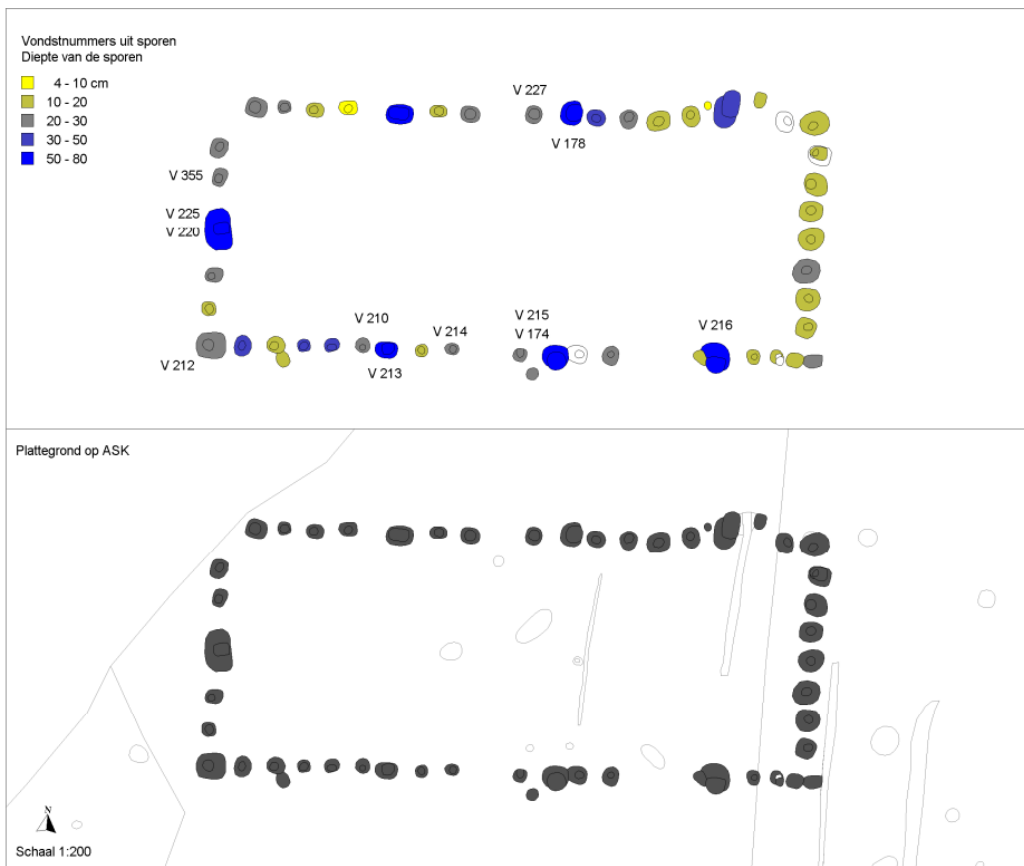 Vondstnummers uit sporen
Diepte van de sporen
4 - 10 cm
10 - 20
20 - 30
30 - 50
50 - 80
V 227
V 178
V 355
V 225
V 220
V 210
V 214
V 215
V 174
V 216
V 212
V 213
Plattegrond op ASK
N
Schaal 1:200